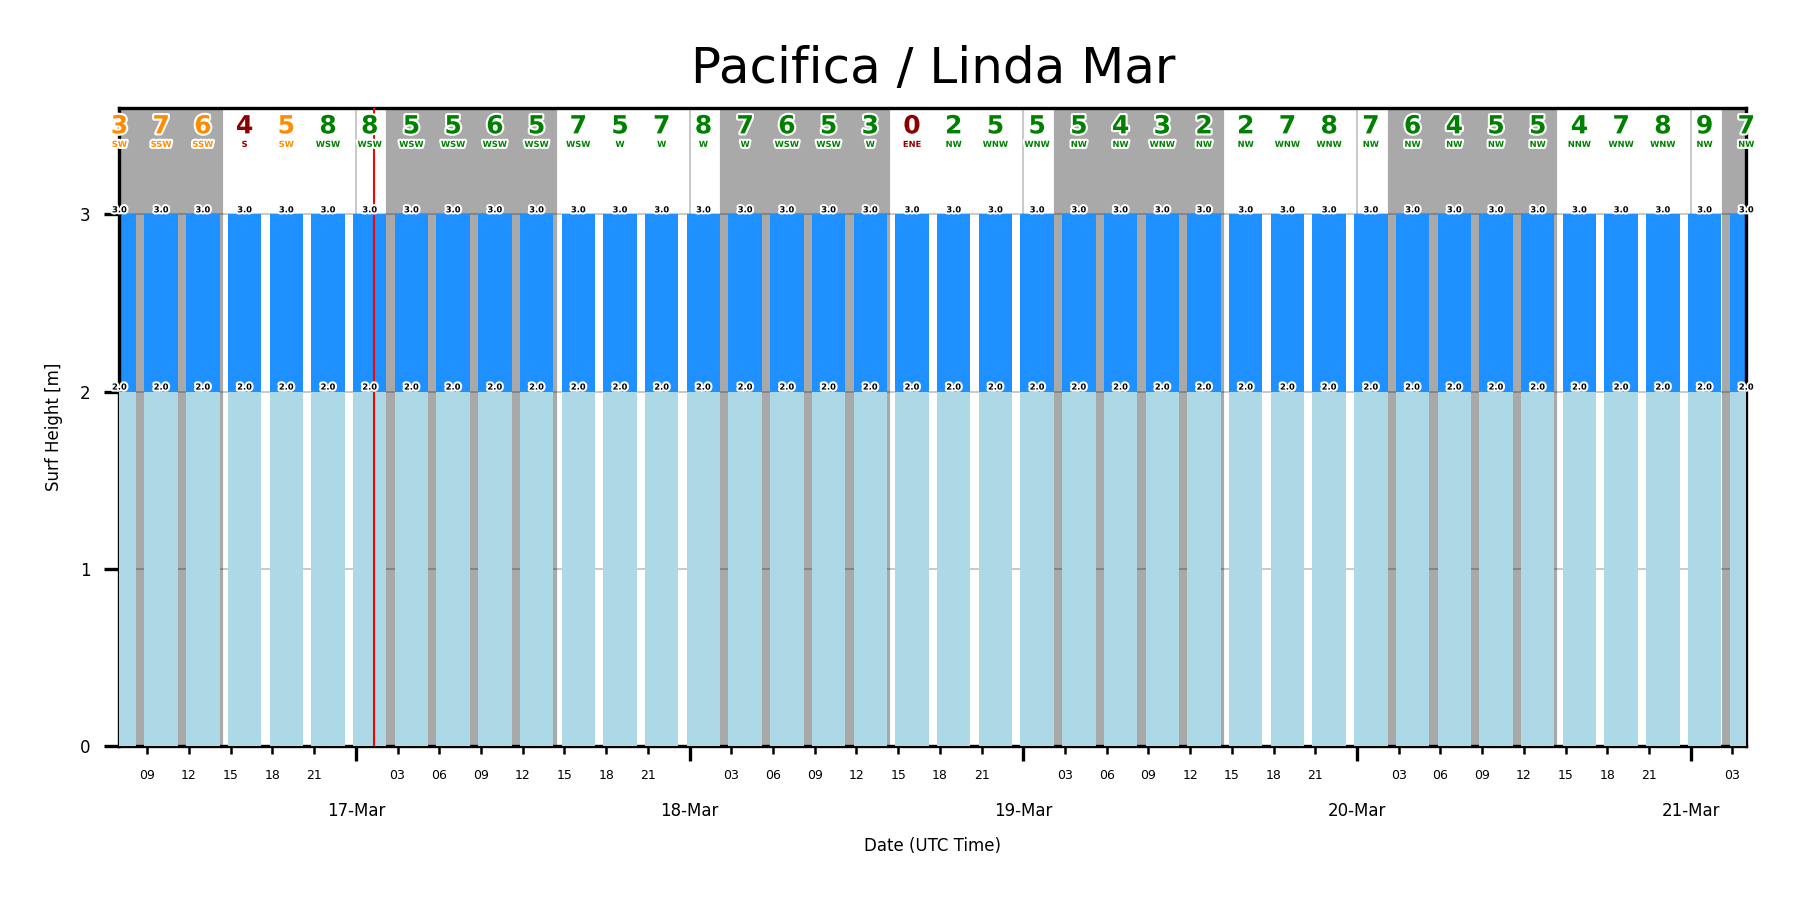 Pacifica / Linda Mar
3 7 6 4 5 8 8 5 5 6 5 7 5 7 8 7 6 5 3 0 2 5 5 5 4 3 2 2 7 8 7 6 4 5 5 4 7 8 9 7
SW SSW SSW S SW WSW WSW WSW WSW WSW WSW WSW W W W W WSW WSW W ENE NW WNW WNW NW NW WNW NW NW WNW WNW NW NW NW NW NW NNW WNW WNW NW NW
3.0 3.0 3.0 3.0 3.0 3.0 3.0 3.0 3.0 3.0 3.0 3.0 3.0 3.0 3.0 3.0 3.0 3.0 3.0 3.0 3.0 3.0 3.0 3.0 3.0 3.0 3.0 3.0 3.0 3.0 3.0 3.0 3.0 3.0 3.0 3.0 3.0 3.0 3.0 3.0
3
2.0 2.0 2.0 2.0 2.0 2.0 2.0 2.0 2.0 2.0 2.0 2.0 2.0 2.0 2.0 2.0 2.0 2.0 2.0 2.0 2.0 2.0 2.0 2.0 2.0 2.0 2.0 2.0 2.0 2.0 2.0 2.0 2.0 2.0 2.0 2.0 2.0 2.0 2.0 2.0
2
Surf Height [m]
1
0
09 12 15 18 21 03 06 09 12 15 18 21 03 06 09 12 15 18 21 03 06 09 12 15 18 21 03 06 09 12 15 18 21 03
17-Mar 18-Mar 19-Mar 20-Mar 21-Mar
Date (UTC Time)